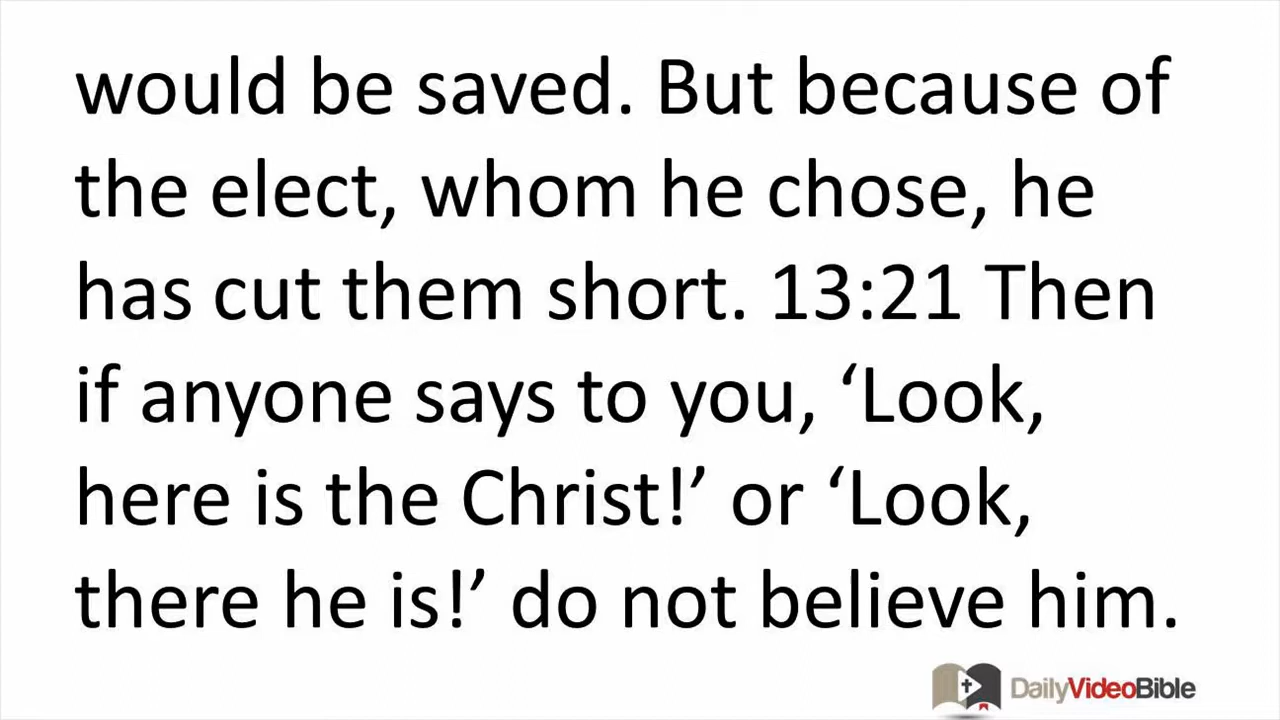 would be saved. But because of
the elect, whom he chose, he
has cut them short. 13:21 Then
if anyone says to you, ‘Look,
here is the Christ!’ or ‘Look,
there he is!’ do not believe him.
DailyVideoBible